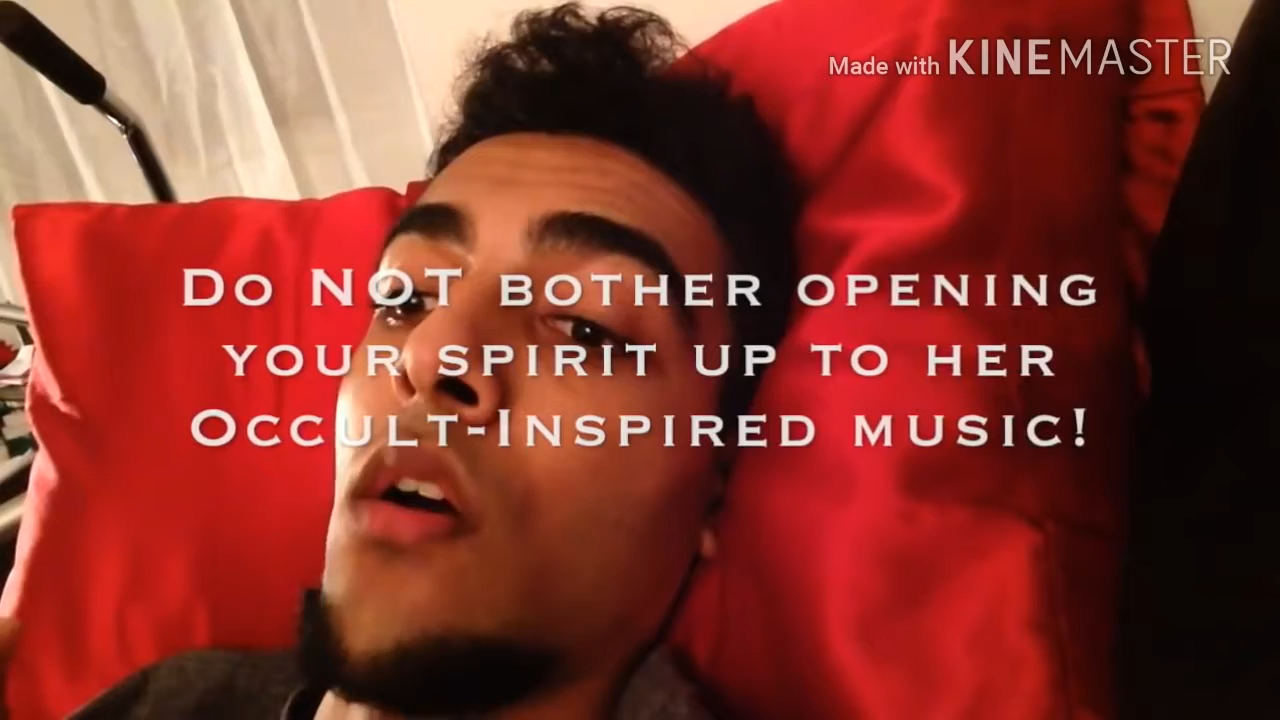 Made with KINEMASTER
Do NOT bother opening
your spirit up to her
Occult-Inspired music!